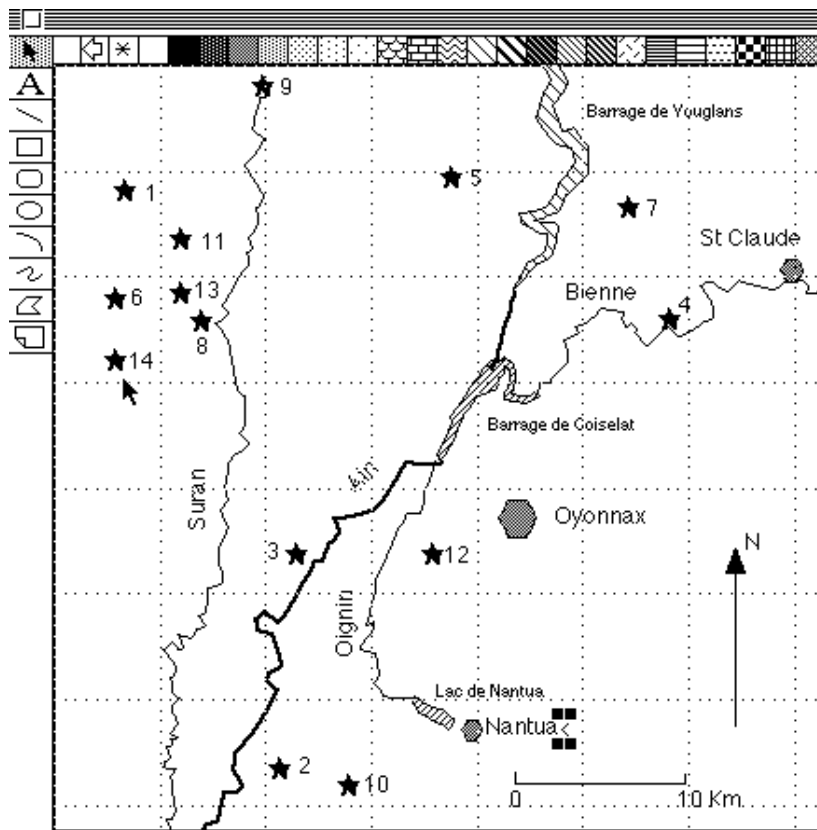 A
9
Barrage de Vouglans
5
1
7
11
St Claude
13
6
Bienne
4
8
14
Barrage de Coiselat
Ain
Suran
Oyonnax
3
12
N
Oignin
Lac de Nantua
Nantua
2
10
0 10 Km